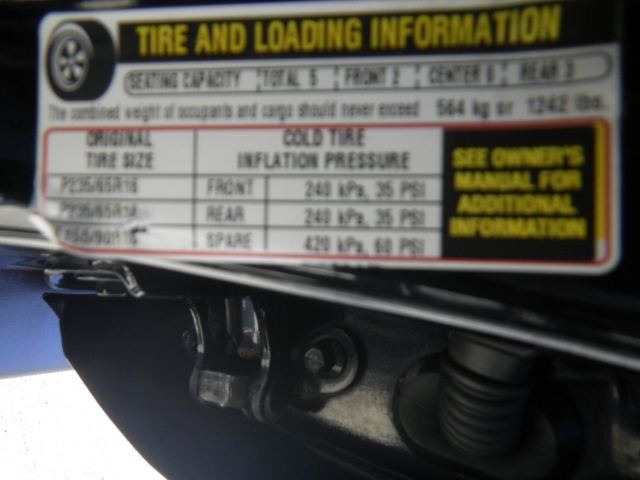 TIRE AND LOADING INFORMATION
SEATING CAPACITY TOTAL 5 FRONT 2 CENTER 0 REAR 3
The combined weight of occupants and cargo should never exceed 564 kg or 1242 lbs.
ORIGINAL TIRE SIZE
COLD TIRE INFLATION PRESSURE
P235/65R16 FRONT 240 kPa, 35 PSI
P235/65R16 REAR 240 kPa, 35 PSI
SPARE 420 kPa, 60 PSI
SEE OWNER'S
MANUAL FOR
ADDITIONAL
INFORMATION